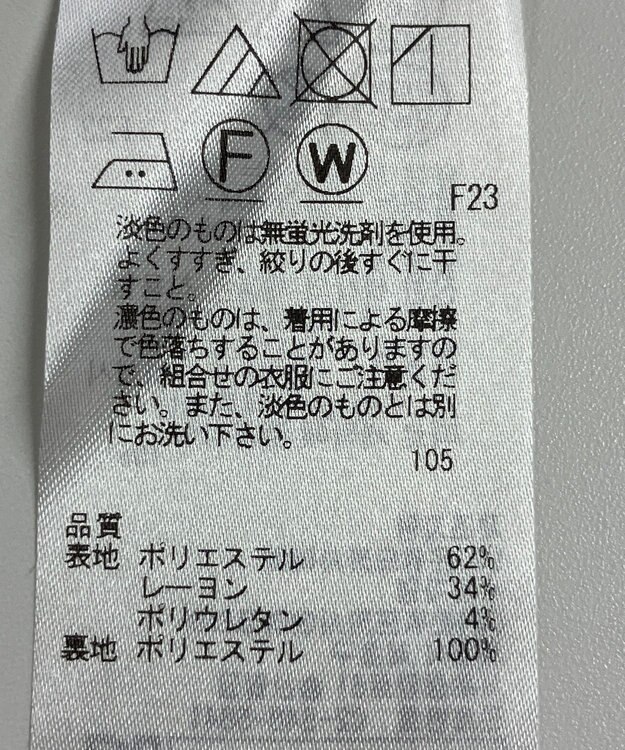 F
W
F23
淡色のものは無蛍光洗剤を使用。
よくすすぎ、絞りの後すぐに干
すこと。
濃色のものは、着用による摩擦
で色落ちすることがありますの
で、組合せの衣服にご注意くだ
さい。また、淡色のものとは別
にお洗い下さい。
105
品質
表地 ポリエステル 62%
レーヨン 34%
ポリウレタン 4%
裏地 ポリエステル 100%